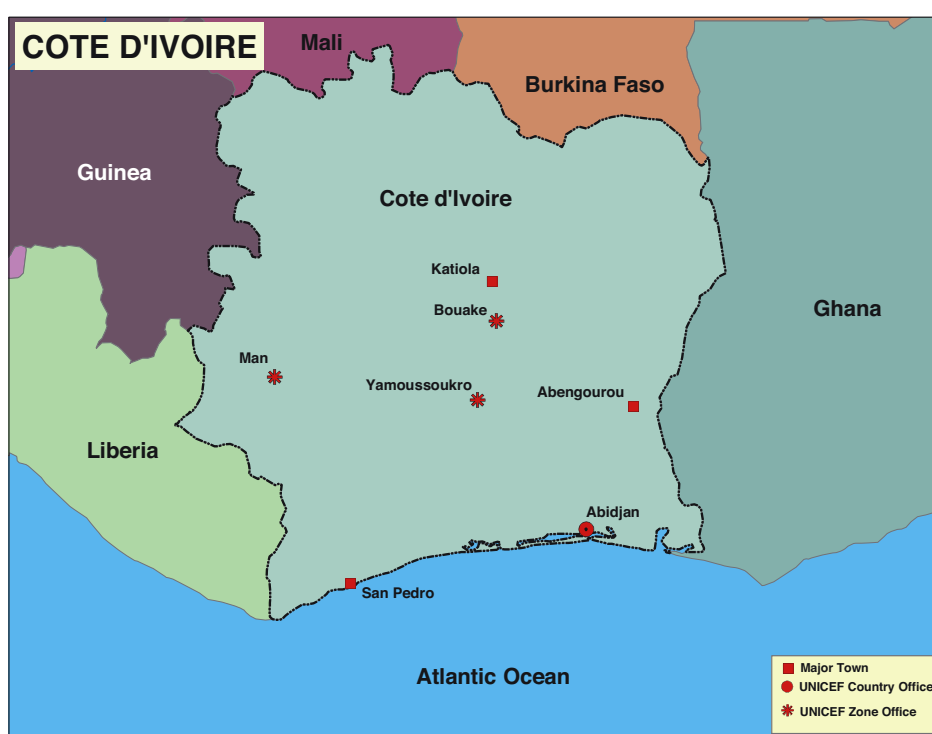 COTE D'IVOIRE
Mali
Burkina Faso
Guinea
Cote d'Ivoire
Katiola
Bouake
Ghana
Man
Yamoussoukro
Abengourou
Liberia
Abidjan
San Pedro
Atlantic Ocean
Major Town
UNICEF Country Office
UNICEF Zone Office